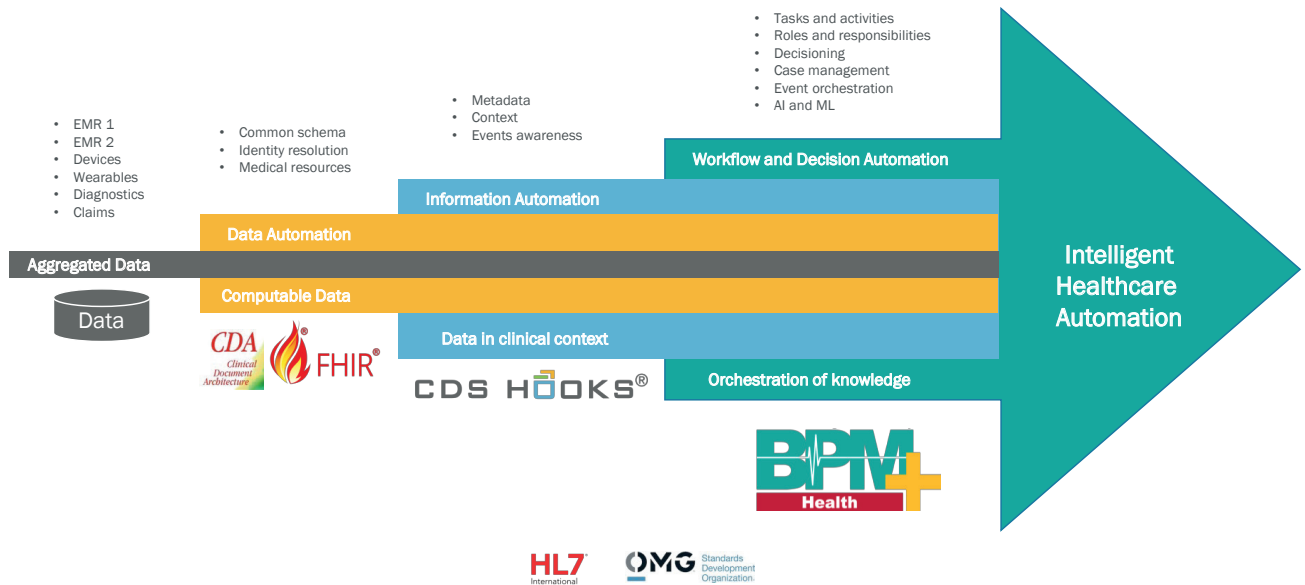 • Tasks and activities
• Roles and responsibilities
• Decisioning
• Case management
• Event orchestration
• AI and ML
• Metadata
• Context
• Events awareness
• EMR 1
• EMR 2
• Devices
• Wearables
• Diagnostics
• Claims
• Common schema
• Identity resolution
• Medical resources
Workflow and Decision Automation
Information Automation
Data Automation
Aggregated Data
Computable Data
Data in clinical context
Orchestration of knowledge
Intelligent
Healthcare
Automation
Data
CDA
Clinical
Document
Architecture
® FHIR®
CDS HOOKS®
BPM+
Health
HL7®
International
OMG
Standards
Development
Organization.